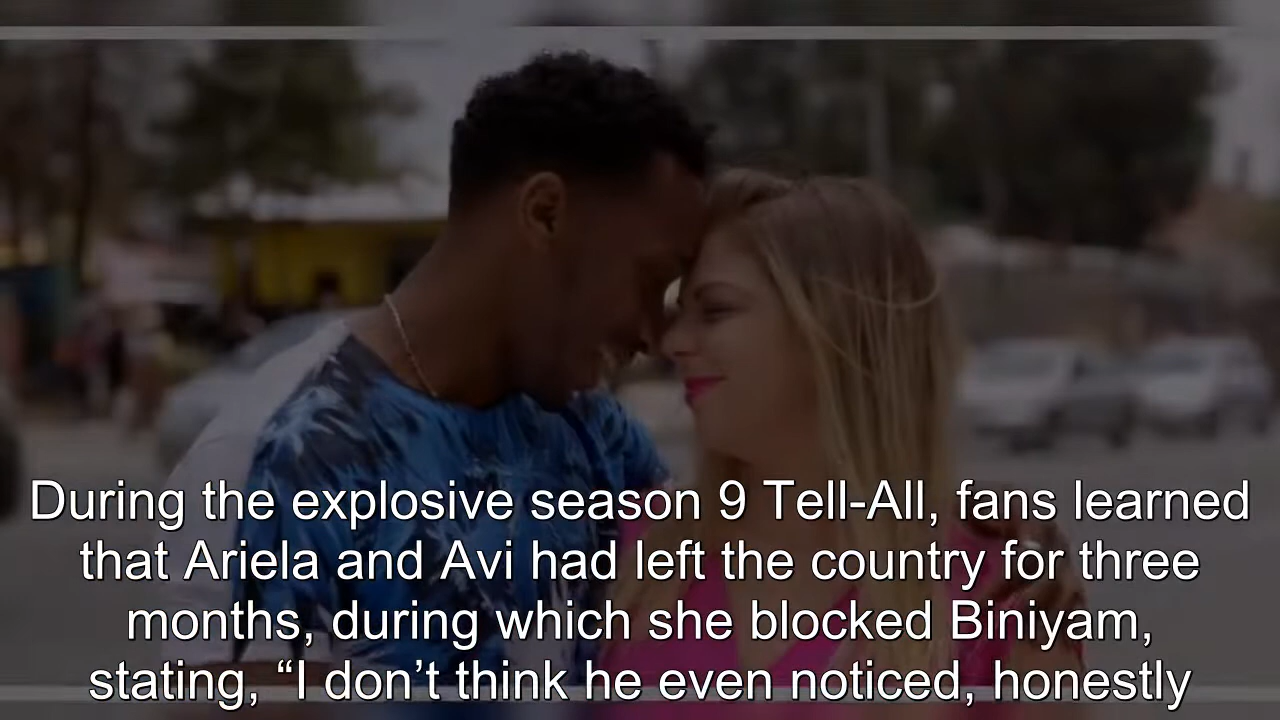 During the explosive season 9 Tell-All, fans learned
that Ariela and Avi had left the country for three
months, during which she blocked Biniyam,
stating, “I don’t think he even noticed, honestly